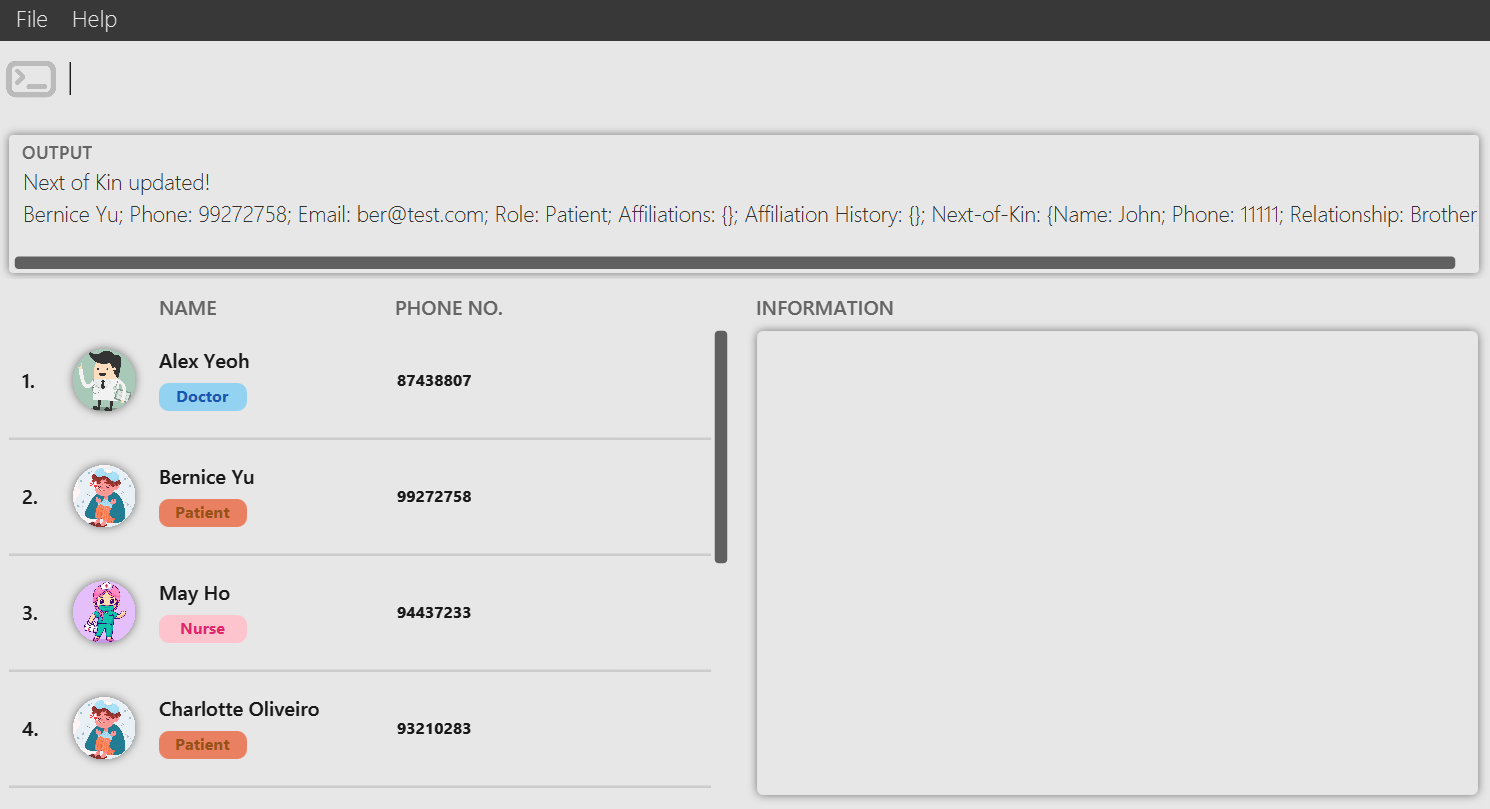 File Help
OUTPUT
Next of Kin updated!
Bernice Yu; Phone: 99272758; Email: ber@test.com; Role: Patient; Affiliations: {}; Affiliation History: {}; Next-of-Kin: {Name: John; Phone: 11111; Relationship: Brother
NAME PHONE NO. INFORMATION
1. Alex Yeoh 87438807
Doctor
2. Bernice Yu 99272758
Patient
3. May Ho 94437233
Nurse
4. Charlotte Oliveiro 93210283
Patient